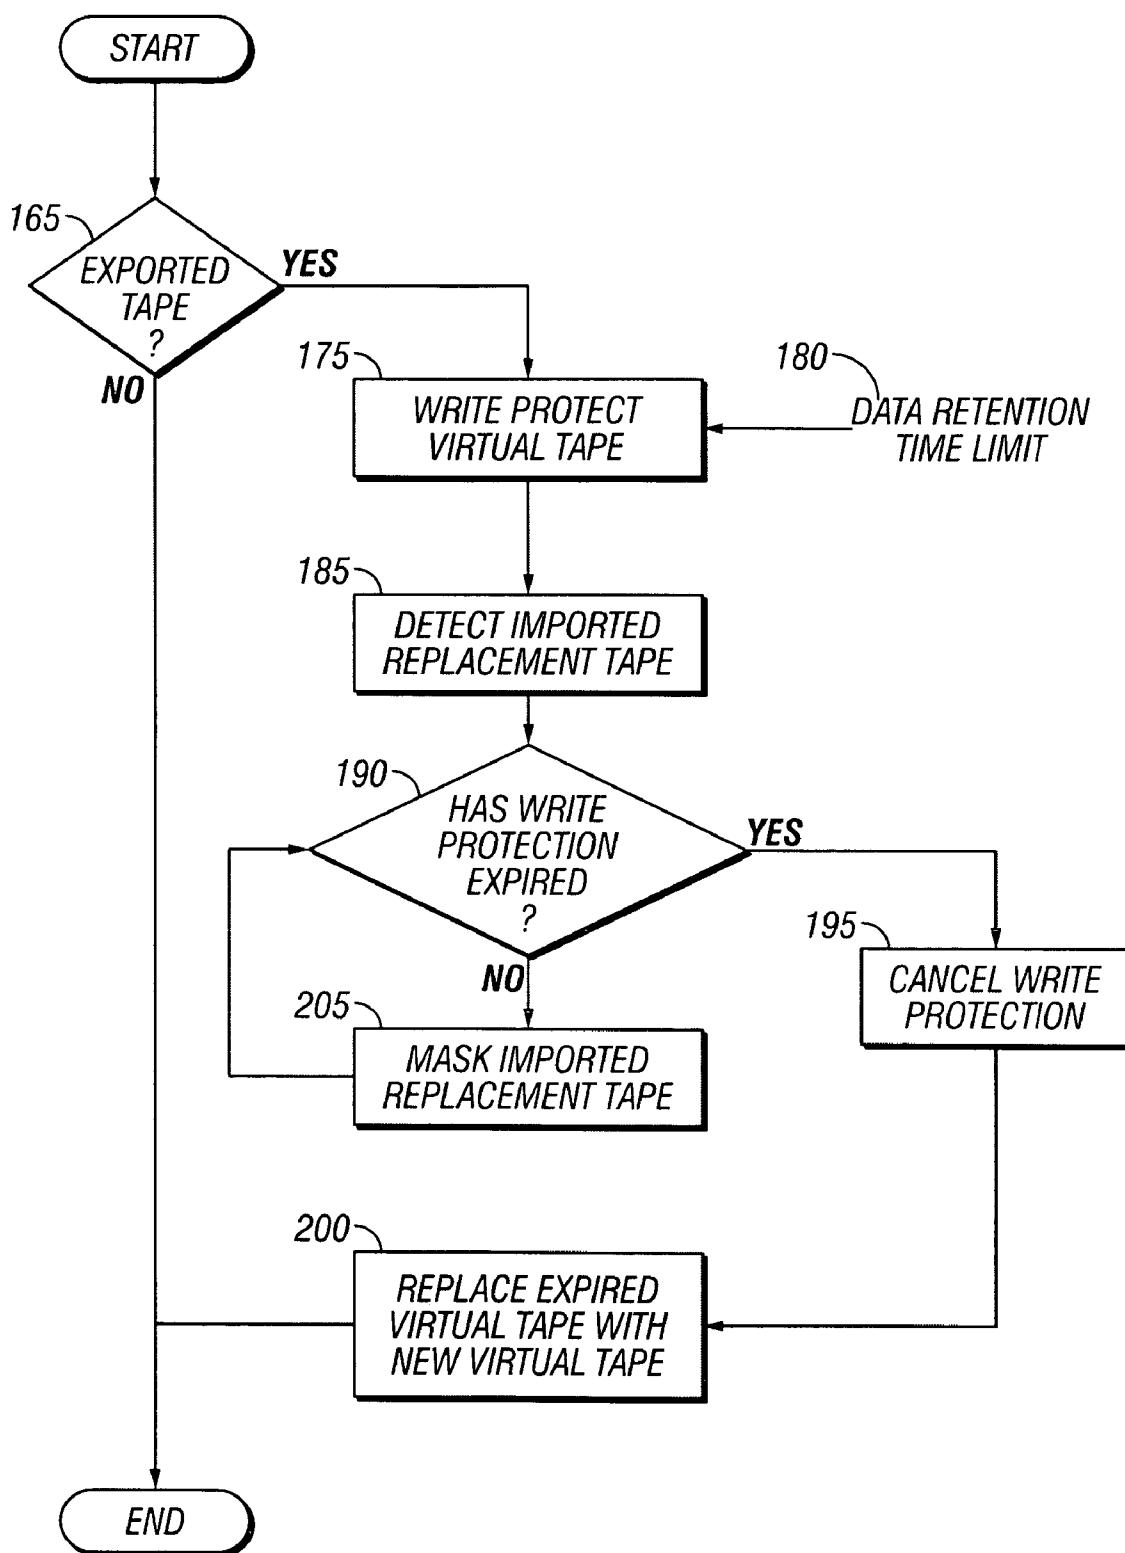 START
165
EXPORTED
TAPE
?
YES
NO
175
WRITE PROTECT
VIRTUAL TAPE
180
DATA RETENTION
TIME LIMIT
185
DETECT IMPORTED
REPLACEMENT TAPE
190
HAS WRITE
PROTECTION
EXPIRED
?
YES
NO
195
CANCEL WRITE
PROTECTION
205
MASK IMPORTED
REPLACEMENT TAPE
200
REPLACE EXPIRED
VIRTUAL TAPE WITH
NEW VIRTUAL TAPE
END